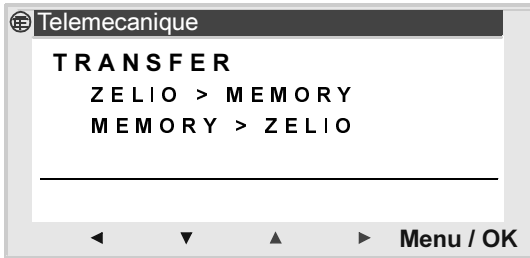 Telemecanique
TRANSFER
ZELIO > MEMORY
MEMORY > ZELIO
◄ ▼ ▲ ► Menu / OK